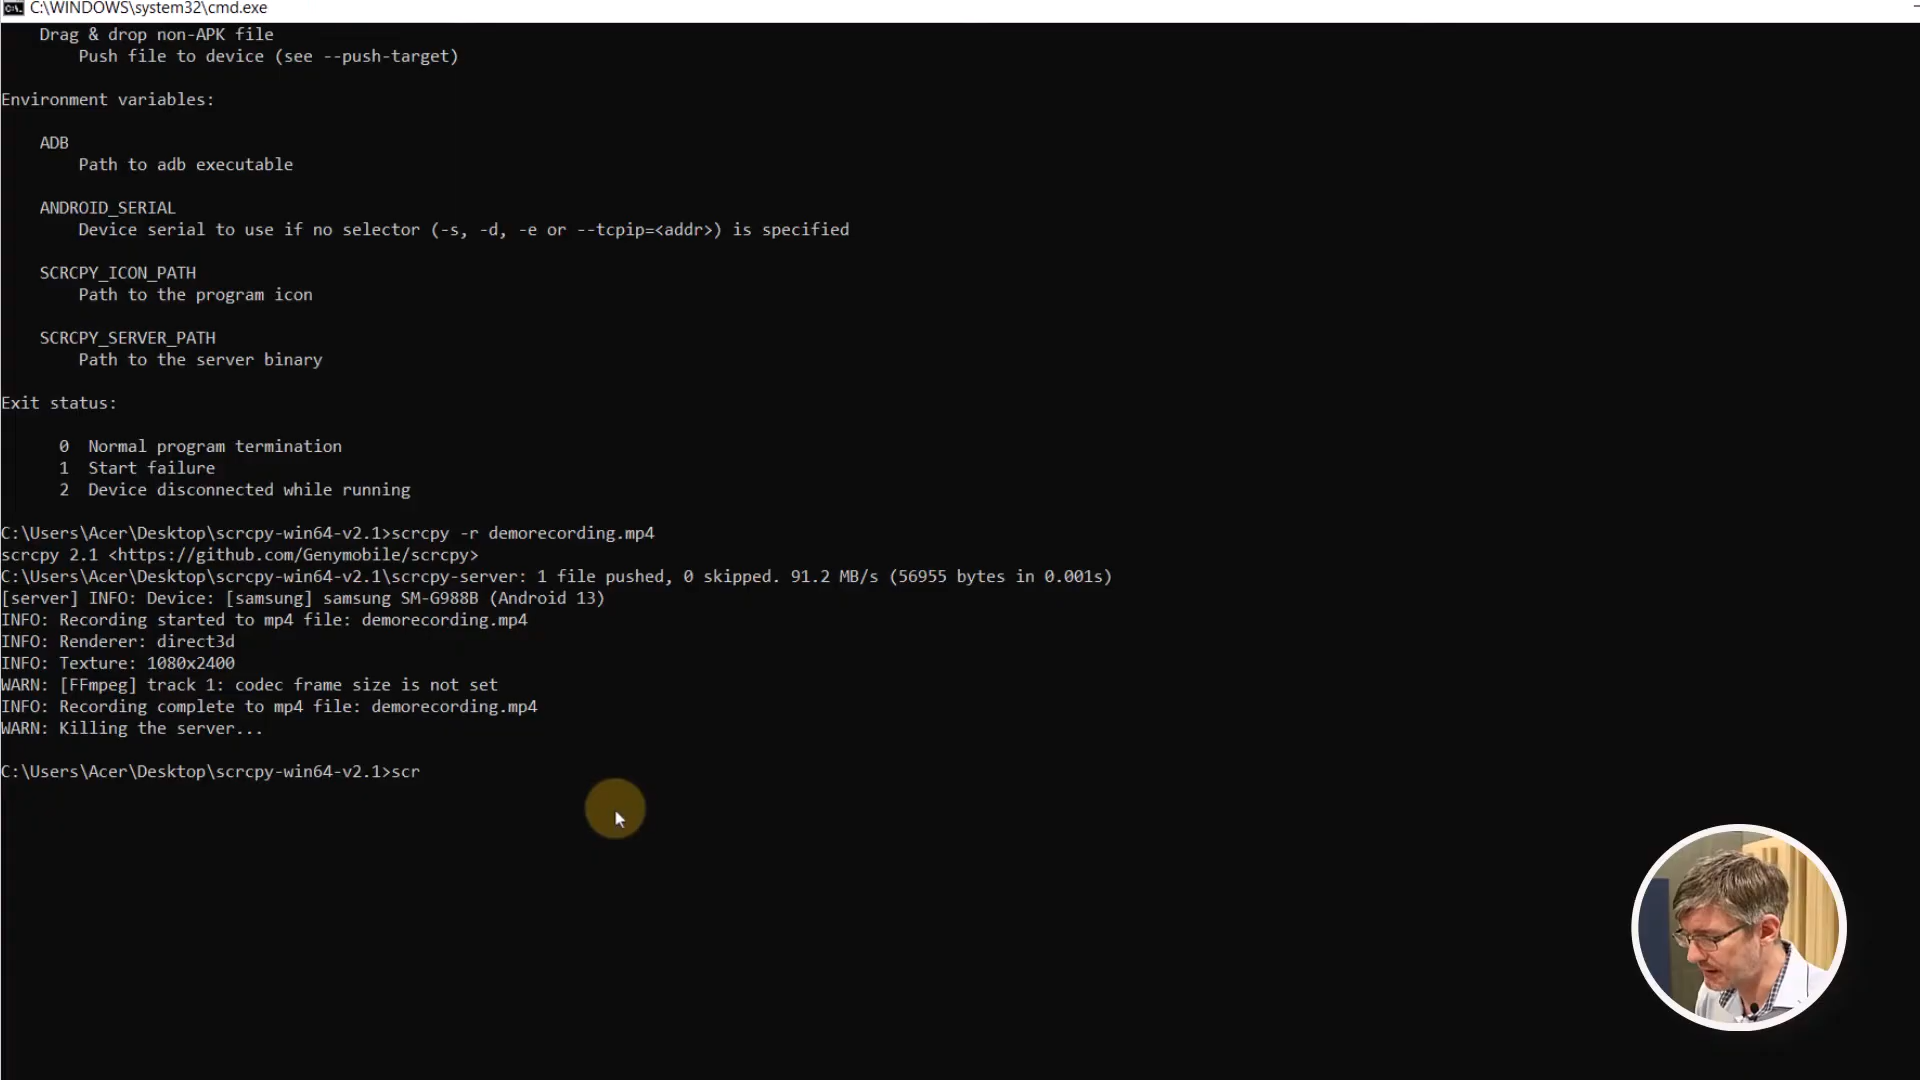 C:\WINDOWS\system32\cmd.exe
Drag & drop non-APK file
Push file to device (see --push-target)
Environment variables:
ADB
Path to adb executable
ANDROID_SERIAL
Device serial to use if no selector (-s, -d, -e or --tcpip=<addr>) is specified
SCRCPY_ICON_PATH
Path to the program icon
SCRCPY_SERVER_PATH
Path to the server binary
Exit status:
0  Normal program termination
1  Start failure
2  Device disconnected while running
C:\Users\Acer\Desktop\scrcpy-win64-v2.1>scrcpy -r demorecording.mp4
scrcpy 2.1 <https://github.com/Genymobile/scrcpy>
C:\Users\Acer\Desktop\scrcpy-win64-v2.1\scrcpy-server: 1 file pushed, 0 skipped. 91.2 MB/s (56955 bytes in 0.001s)
[server] INFO: Device: [samsung] samsung SM-G988B (Android 13)
INFO: Recording started to mp4 file: demorecording.mp4
INFO: Renderer: direct3d
INFO: Texture: 1080x2400
WARN: [FFmpeg] track 1: codec frame size is not set
INFO: Recording complete to mp4 file: demorecording.mp4
WARN: Killing the server...
C:\Users\Acer\Desktop\scrcpy-win64-v2.1>scr